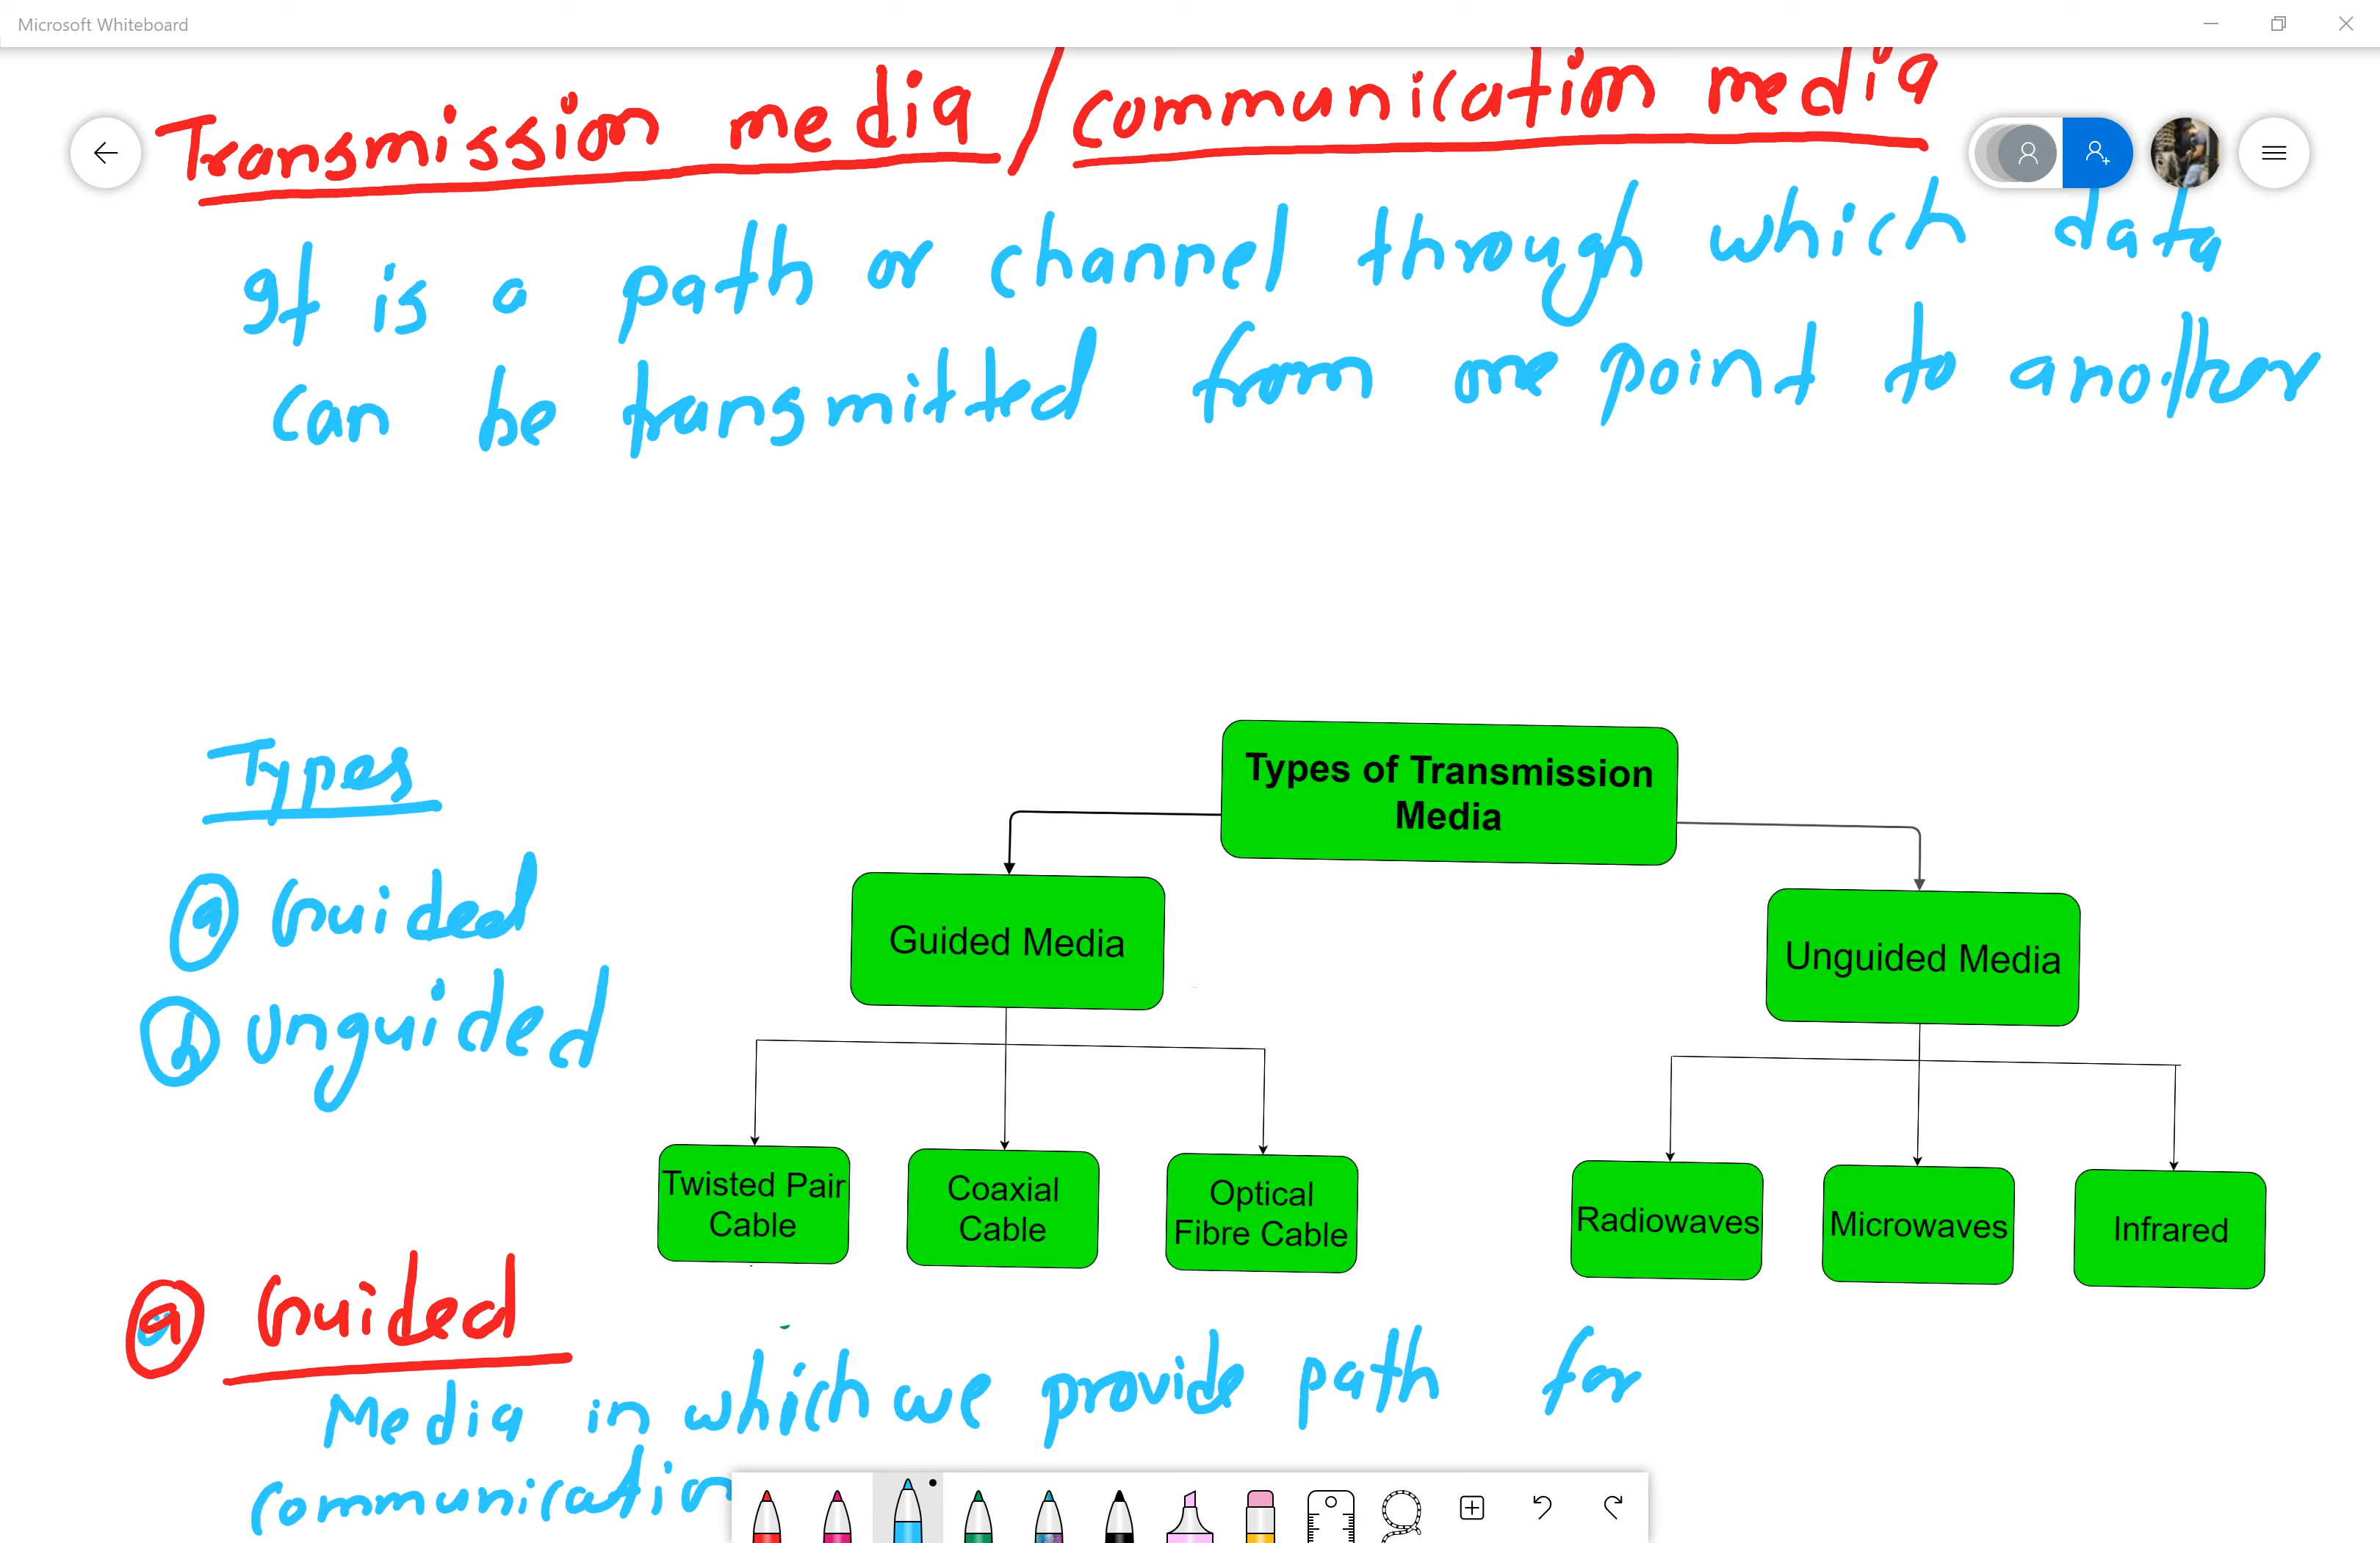 Microsoft Whiteboard
Transmission media / communication media
It is a path or channel through which data
can be transmitted from one point to another
Types
a Guided
b Unguided
Types of Transmission
Media
Guided Media
Unguided Media
Twisted Pair
Cable
Coaxial
Cable
Optical
Fibre Cable
Radiowaves
Microwaves
Infrared
a Guided
Media in which we provide path for
communication